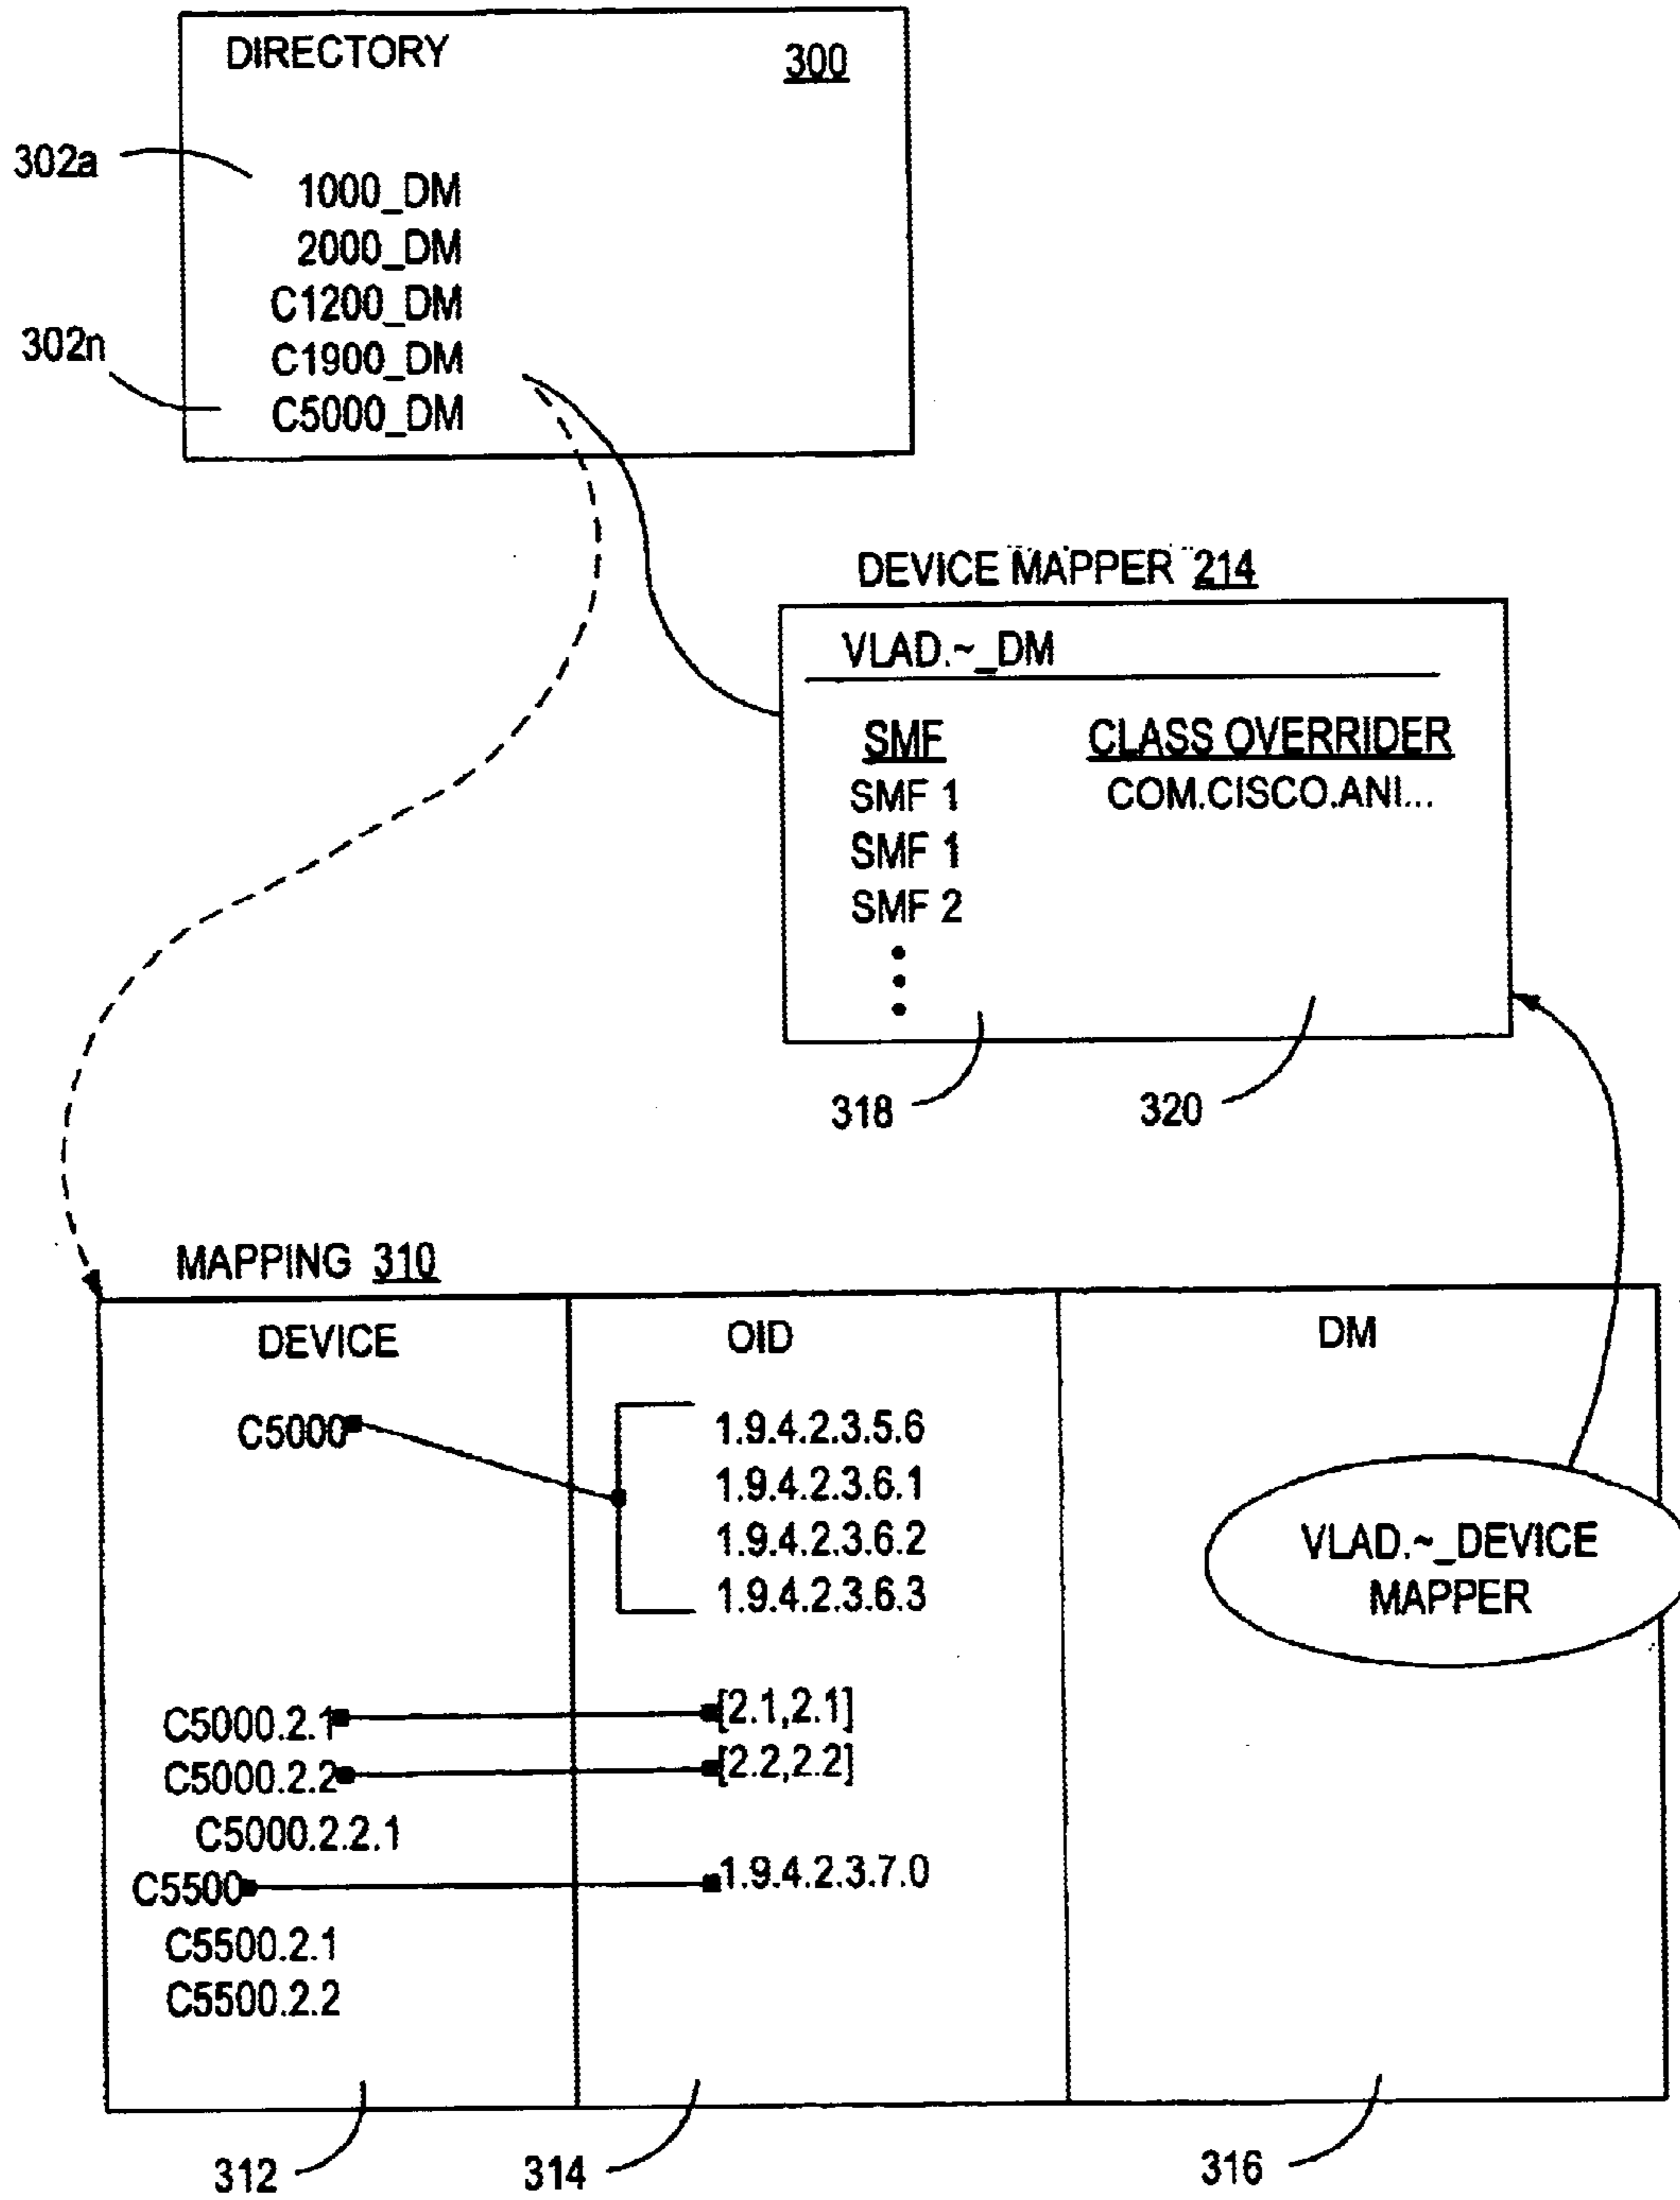 DIRECTORY 300
302a
1000_DM
2000_DM
C1200_DM
302n
C1900_DM
C5000_DM
DEVICE MAPPER 214
VLAD.~_DM
SMF CLASS OVERRIDER
SMF 1 COM.CISCO.ANI...
SMF 1
SMF 2
318 320
MAPPING 310
DEVICE OID DM
C5000 1.9.4.2.3.5.6
1.9.4.2.3.6.1
1.9.4.2.3.6.2
1.9.4.2.3.6.3
VLAD.~_DEVICE
MAPPER
C5000.2.1 [2.1,2.1]
C5000.2.2 [2.2,2.2]
C5000.2.2.1
C5500 1.9.4.2.3.7.0
C5500.2.1
C5500.2.2
312 314 316